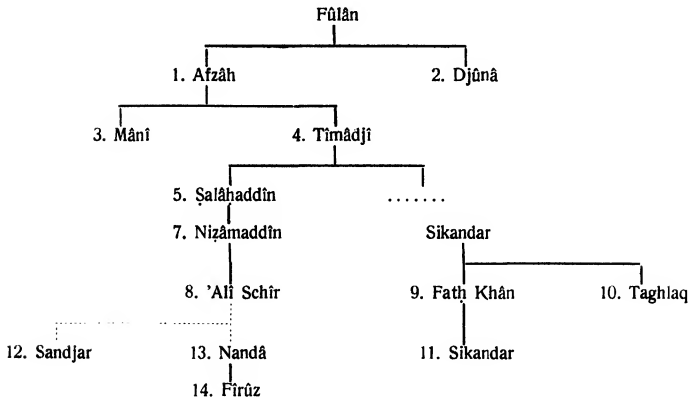 Fûlân
1. Afzâh 2. Djûnâ
3. Mânî 4. Tîmâdjî
5. Ṣalâḥaddîn .......
7. Niẓâmaddîn Sikandar
8. 'Alî Schîr 9. Fatḥ Khân 10. Taghlaq
12. Sandjar 13. Nandâ 11. Sikandar
14. Fîrûz